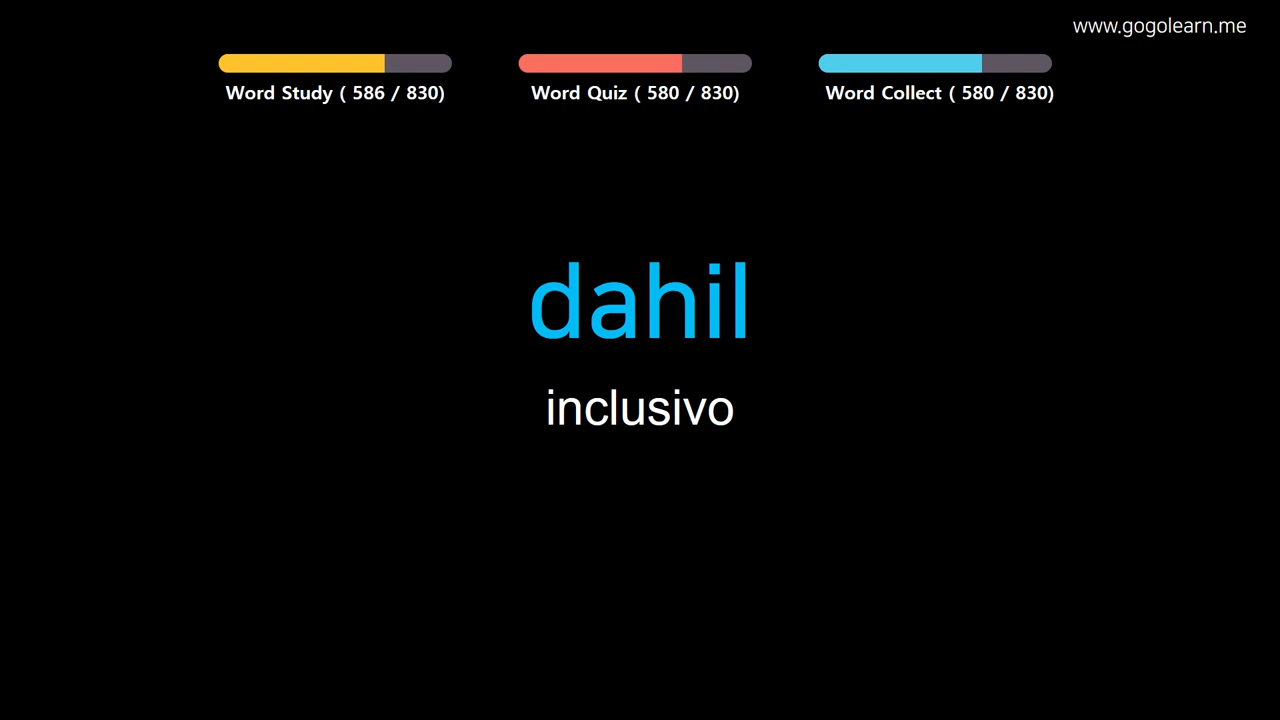 www.gogolearn.me
Word Study ( 586 / 830)
Word Quiz ( 580 / 830)
Word Collect ( 580 / 830)
dahil
inclusivo